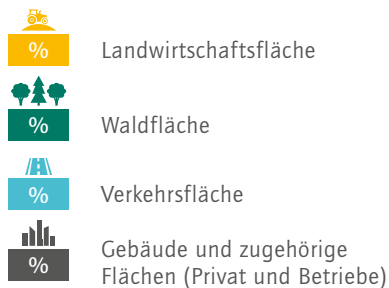 % Landwirtschaftsfläche
% Waldfläche
% Verkehrsfläche
% Gebäude und zugehörige
Flächen (Privat und Betriebe)